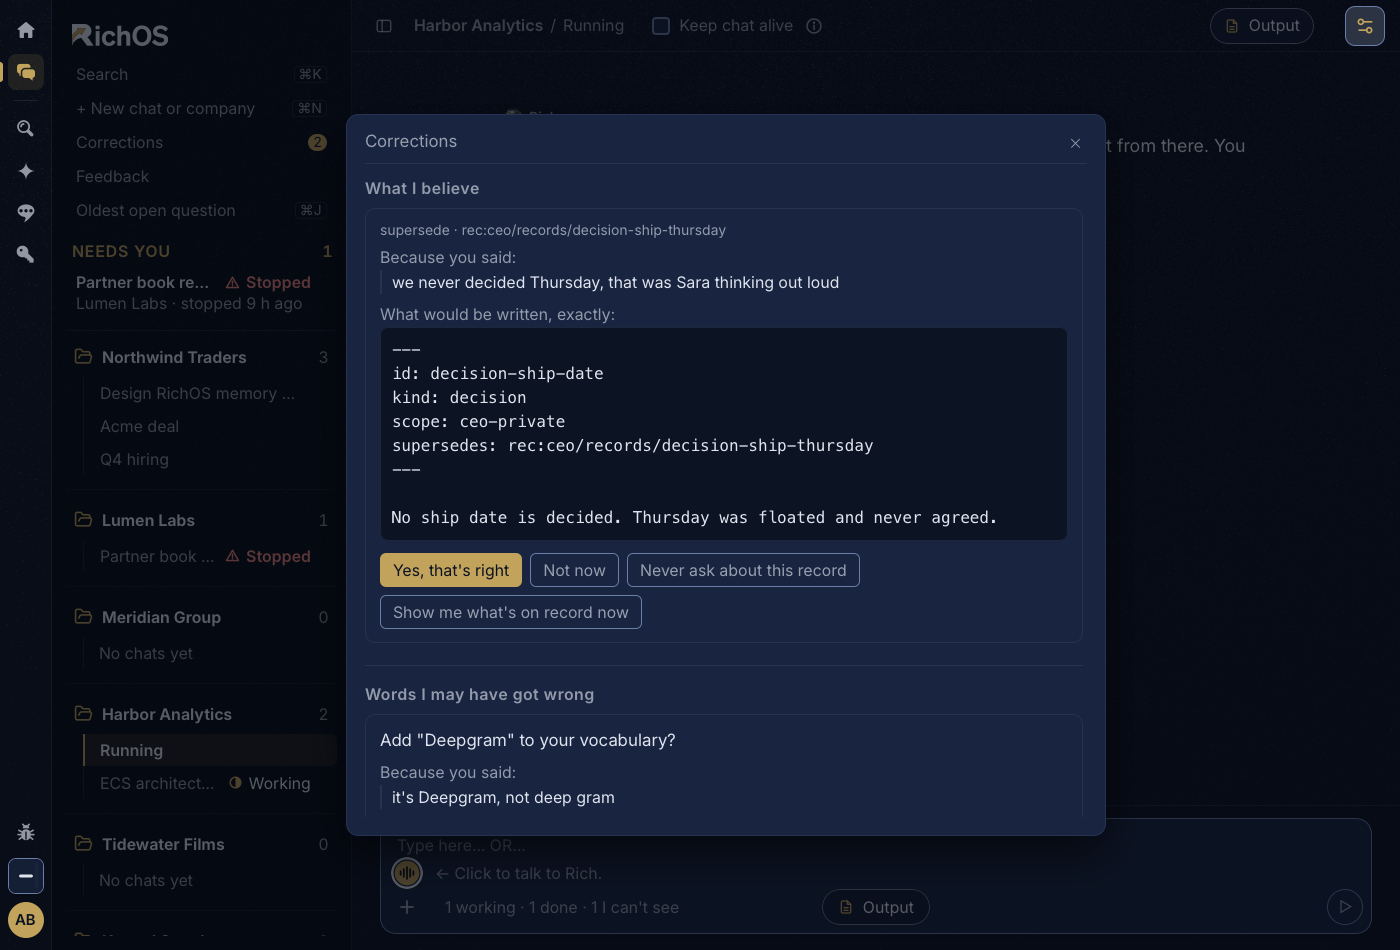 RichOS
Search ⌘K
+ New chat or company ⌘N
Corrections 2
Feedback
Oldest open question ⌘J
NEEDS YOU 1
Partner book re... Stopped
Lumen Labs · stopped 9 h ago
Northwind Traders 3
Design RichOS memory ...
Acme deal
Q4 hiring
Lumen Labs 1
Partner book ... Stopped
Meridian Group 0
No chats yet
Harbor Analytics 2
Running
ECS architect... Working
Tidewater Films 0
No chats yet
AB
Harbor Analytics / Running
Keep chat alive
Output
t from there. You
Corrections
What I believe
supersede · rec:ceo/records/decision-ship-thursday
Because you said:
we never decided Thursday, that was Sara thinking out loud
What would be written, exactly:
---
id: decision-ship-date
kind: decision
scope: ceo-private
supersedes: rec:ceo/records/decision-ship-thursday
---
No ship date is decided. Thursday was floated and never agreed.
Yes, that's right
Not now
Never ask about this record
Show me what's on record now
Words I may have got wrong
Add "Deepgram" to your vocabulary?
Because you said:
it's Deepgram, not deep gram
Type here... OR...
← Click to talk to Rich.
1 working · 1 done · 1 I can't see
Output